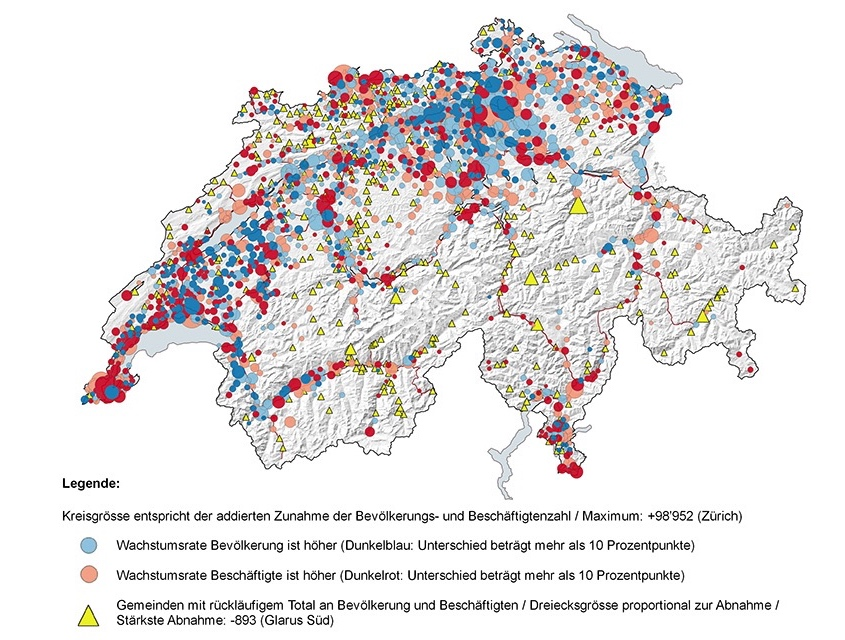 Legende:
Kreisgrösse entspricht der addierten Zunahme der Bevölkerungs- und Beschäftigtenzahl / Maximum: +98'952 (Zürich)
Wachstumsrate Bevölkerung ist höher (Dunkelblau: Unterschied beträgt mehr als 10 Prozentpunkte)
Wachstumsrate Beschäftigte ist höher (Dunkelrot: Unterschied beträgt mehr als 10 Prozentpunkte)
Gemeinden mit rückläufigem Total an Bevölkerung und Beschäftigten / Dreiecksgrösse proportional zur Abnahme /
Stärkste Abnahme: -893 (Glarus Süd)